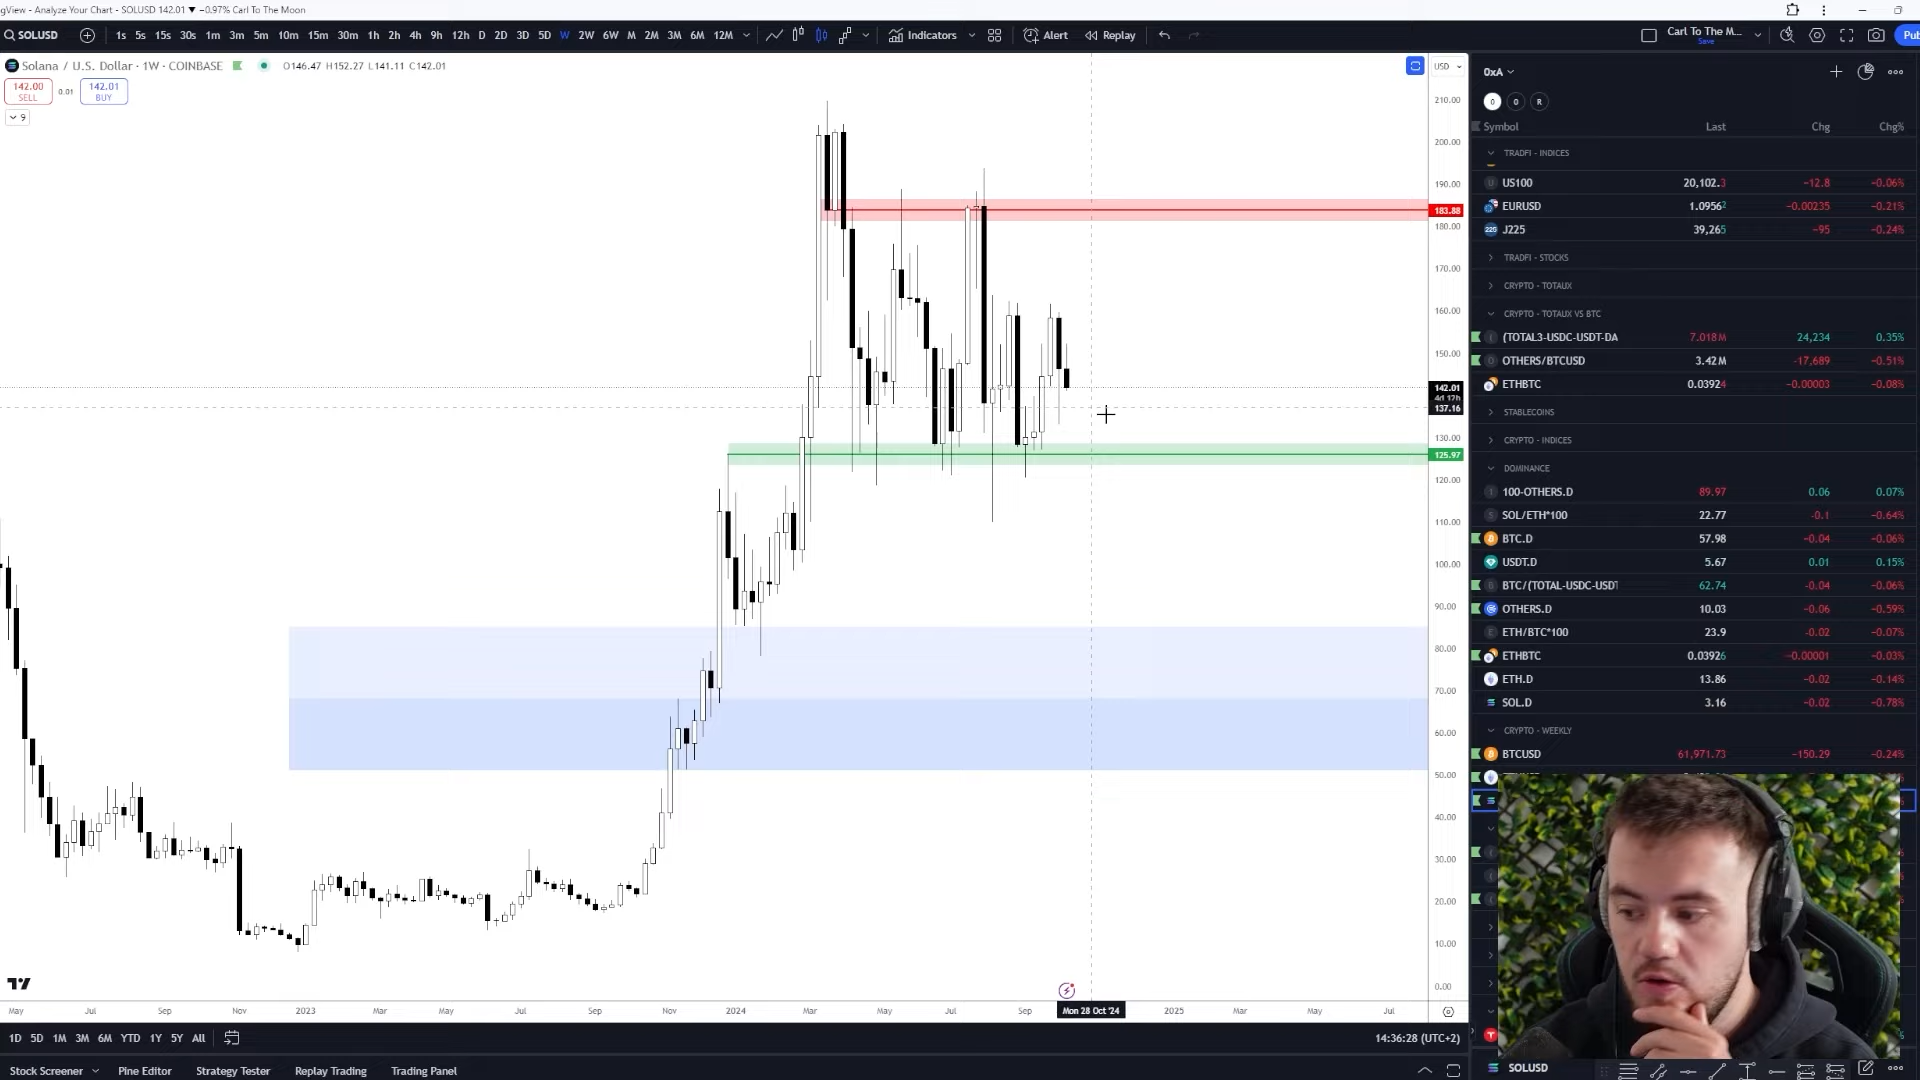 gView - Analyze Your Chart - SOLUSD 142.01 ▼ −0.97% Carl To The Moon
SOLUSD 1s 5s 15s 30s 1m 3m 5m 10m 15m 30m 1h 2h 4h 9h 12h D 2D 3D 5D W 2W 6W M 2M 3M 6M 12M Indicators Alert Replay Carl To The M... Save Pub
Solana / U.S. Dollar · 1W · COINBASE O146.47 H152.27 L141.11 C142.01 USD
142.00 SELL 0.01 142.01 BUY
9
210.00
200.00
190.00
183.88
180.00
170.00
160.00
150.00
142.01
4d 12h
137.16
130.00
125.97
120.00
110.00
100.00
90.00
80.00
70.00
60.00
50.00
40.00
30.00
20.00
10.00
0.00
May Jul Sep Nov 2023 Mar May Jul Sep Nov 2024 Mar May Jul Sep Mon 28 Oct '24 2025 Mar May Jul
1D 5D 1M 3M 6M YTD 1Y 5Y All 14:36:28 (UTC+2)
Stock Screener Pine Editor Strategy Tester Replay Trading Trading Panel
0xA
0 0 R
Symbol Last Chg Chg%
TRADFI - INDICES
US100 20,102.3 −12.8 −0.06%
EURUSD 1.09562 −0.00235 −0.21%
J225 39,265 −95 −0.24%
TRADFI - STOCKS
CRYPTO - TOTAUX
CRYPTO - TOTAUX VS BTC
(TOTAL3-USDC-USDT-DA 7.018M 24,234 0.35%
OTHERS/BTCUSD 3.42M −17,689 −0.51%
ETHBTC 0.03924 −0.00003 −0.08%
STABLECOINS
CRYPTO - INDICES
DOMINANCE
100-OTHERS.D 89.97 0.06 0.07%
SOL/ETH*100 22.77 −0.1 −0.64%
BTC.D 57.98 −0.04 −0.06%
USDT.D 5.67 0.01 0.15%
BTC/(TOTAL-USDC-USDT 62.74 −0.04 −0.06%
OTHERS.D 10.03 −0.06 −0.59%
ETH/BTC*100 23.9 −0.02 −0.07%
ETHBTC 0.03926 −0.00001 −0.03%
ETH.D 13.86 −0.02 −0.14%
SOL.D 3.16 −0.02 −0.78%
CRYPTO - WEEKLY
BTCUSD 61,971.73 −150.29 −0.24%
SOLUSD